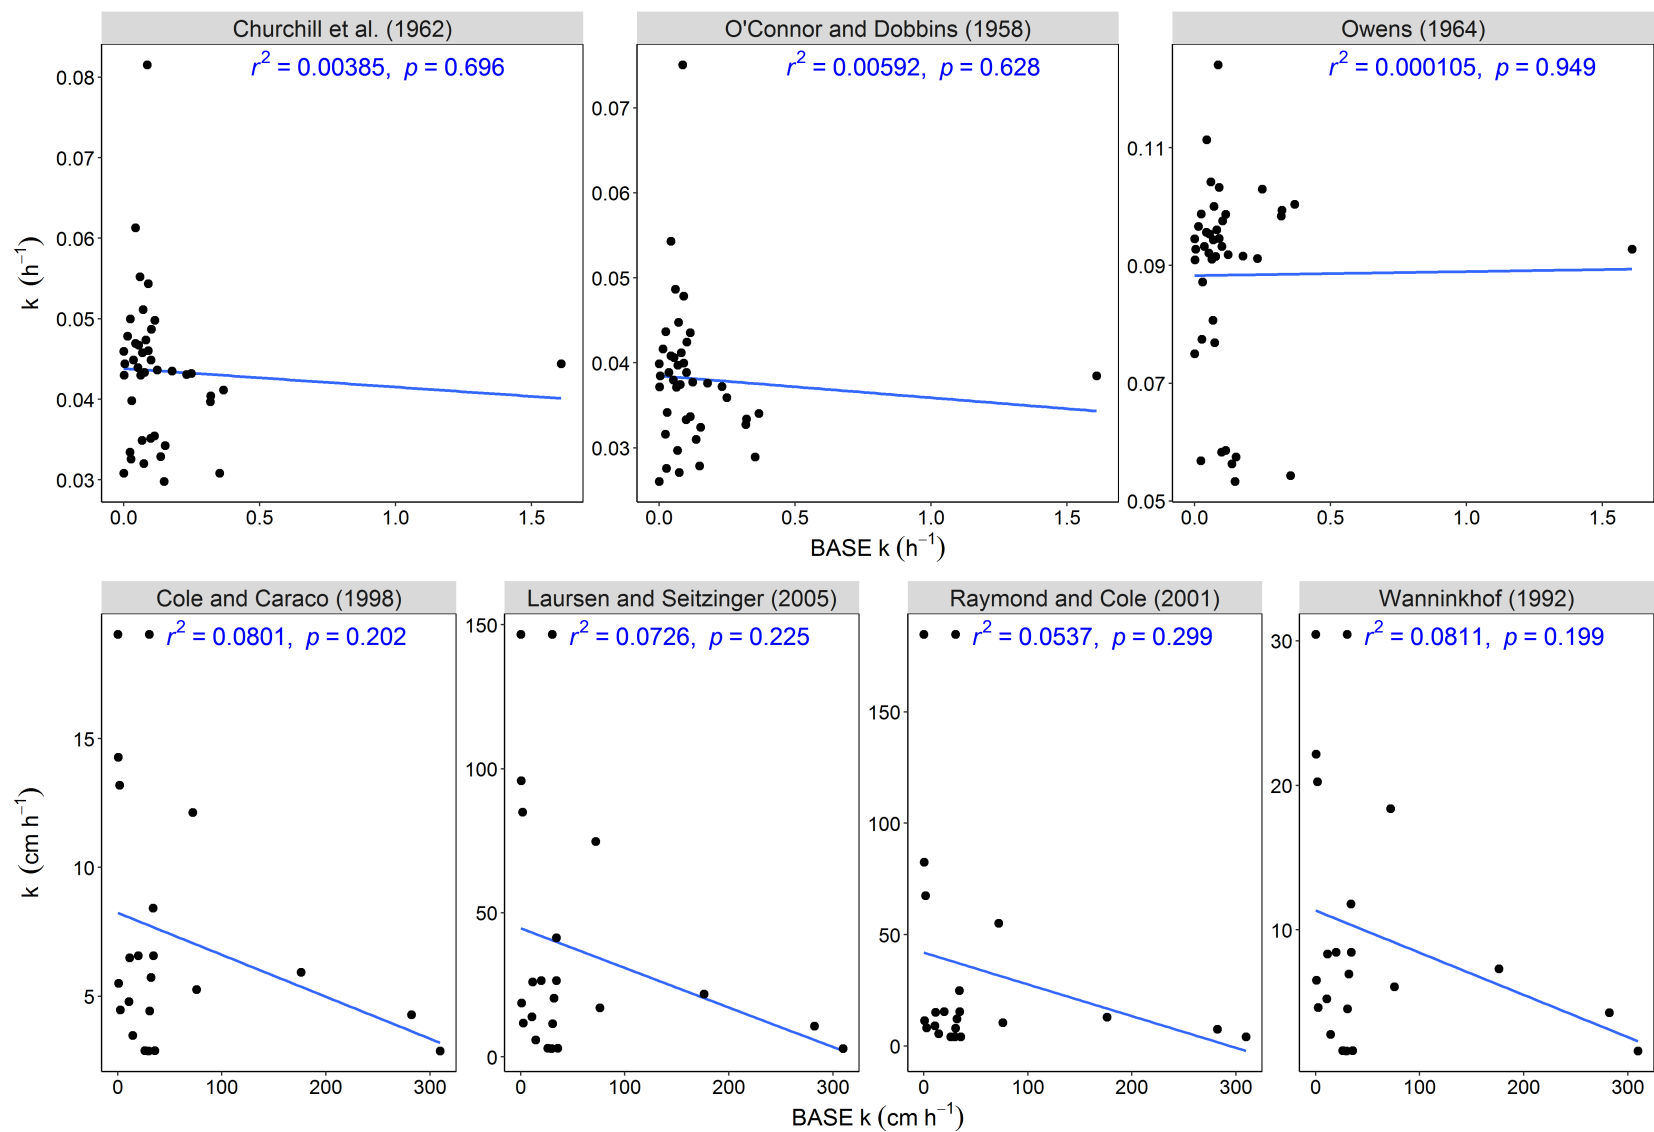 Churchill et al. (1962)
O'Connor and Dobbins (1958)
Owens (1964)
r² = 0.00385, p = 0.696
r² = 0.00592, p = 0.628
r² = 0.000105, p = 0.949
k (h⁻¹)
0.08
0.07
0.06
0.05
0.04
0.03
0.07
0.06
0.05
0.04
0.03
0.11
0.09
0.07
0.05
0.0 0.5 1.0 1.5
0.0 0.5 1.0 1.5
0.0 0.5 1.0 1.5
BASE k (h⁻¹)
Cole and Caraco (1998)
Laursen and Seitzinger (2005)
Raymond and Cole (2001)
Wanninkhof (1992)
r² = 0.0801, p = 0.202
r² = 0.0726, p = 0.225
r² = 0.0537, p = 0.299
r² = 0.0811, p = 0.199
k (cm h⁻¹)
15
10
5
150
100
50
0
150
100
50
0
30
20
10
0 100 200 300
0 100 200 300
0 100 200 300
0 100 200 300
BASE k (cm h⁻¹)